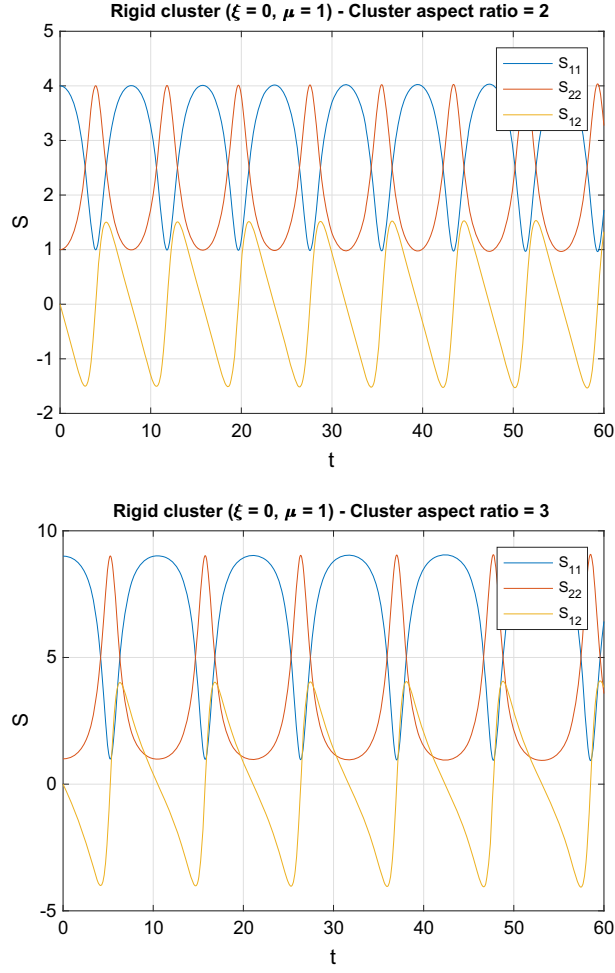 Rigid cluster (ξ = 0, μ = 1) - Cluster aspect ratio = 2
5
4
3
2
1
0
-1
-2
S
S₁₁
S₂₂
S₁₂
0 10 20 30 40 50 60
t
Rigid cluster (ξ = 0, μ = 1) - Cluster aspect ratio = 3
10
5
0
-5
S
S₁₁
S₂₂
S₁₂
0 10 20 30 40 50 60
t